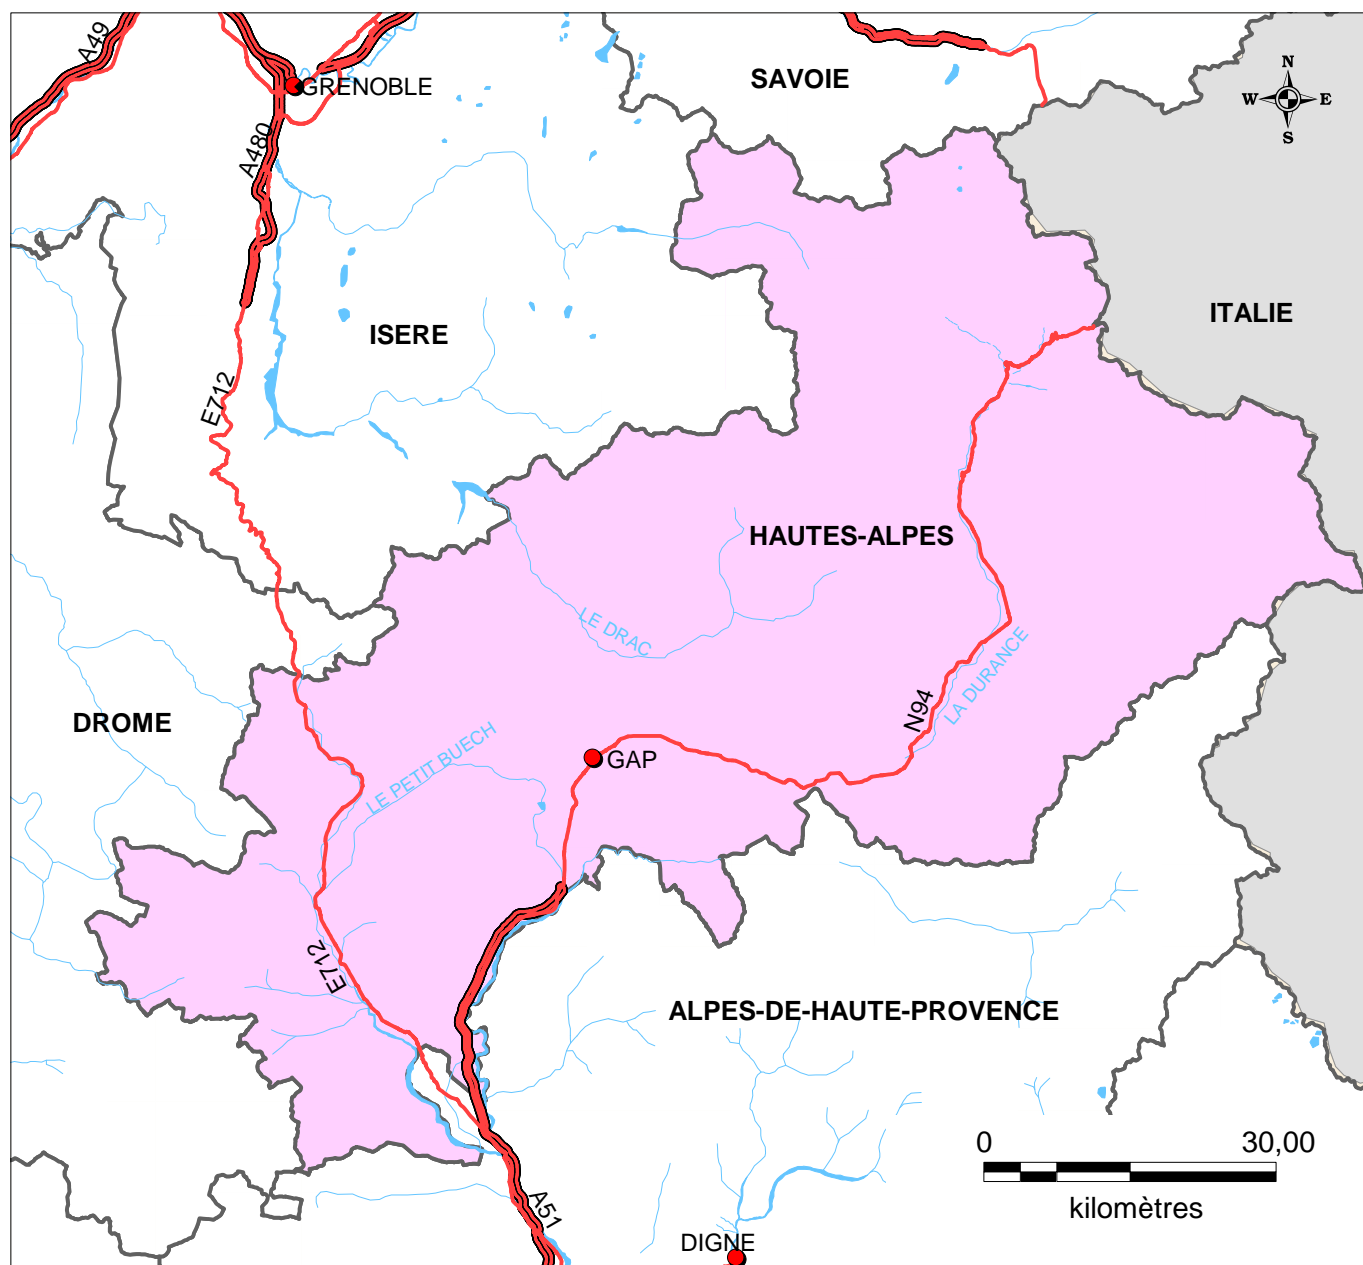 A49
SAVOIE
N
W E
S
GRENOBLE
A480
ITALIE
ISERE
E712
HAUTES-ALPES
LE DRAC
LA DURANCE
N94
DROME
LE PETIT BUECH
GAP
E712
ALPES-DE-HAUTE-PROVENCE
0 30,00
kilomètres
A51
DIGNE